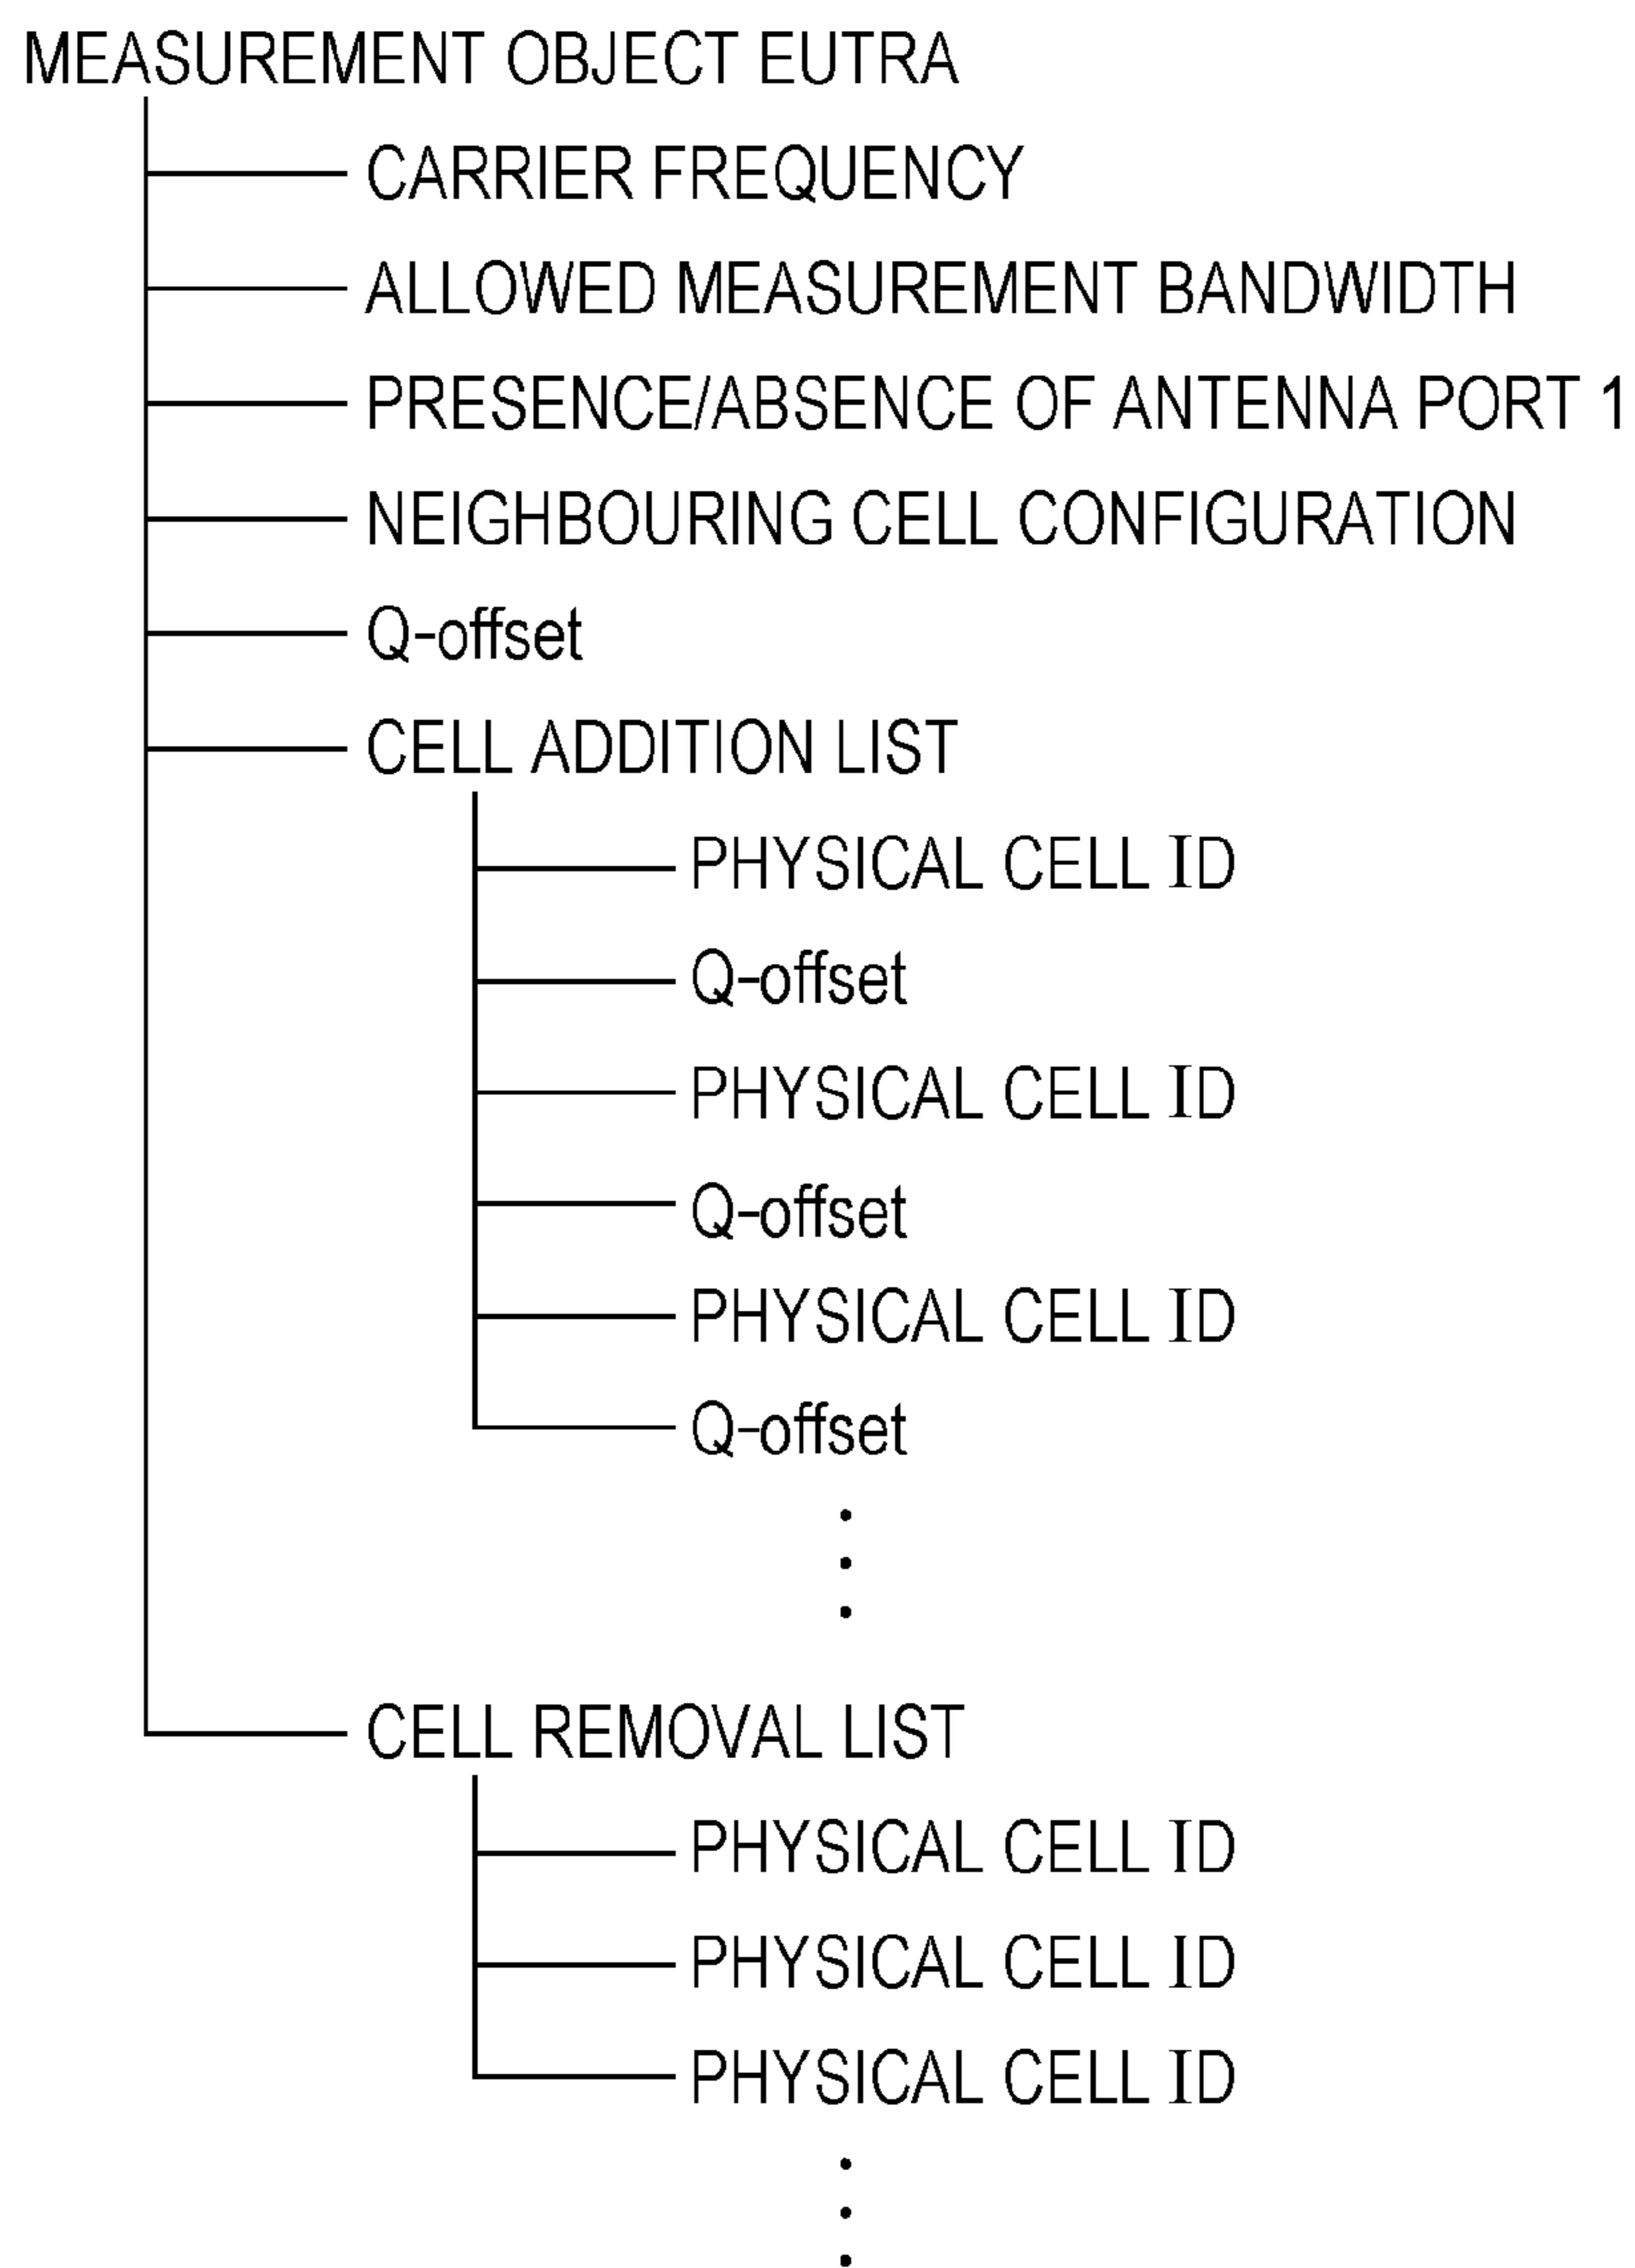 MEASUREMENT OBJECT EUTRA
CARRIER FREQUENCY
ALLOWED MEASUREMENT BANDWIDTH
PRESENCE/ABSENCE OF ANTENNA PORT 1
NEIGHBOURING CELL CONFIGURATION
Q-offset
CELL ADDITION LIST
PHYSICAL CELL ID
Q-offset
PHYSICAL CELL ID
Q-offset
PHYSICAL CELL ID
Q-offset
CELL REMOVAL LIST
PHYSICAL CELL ID
PHYSICAL CELL ID
PHYSICAL CELL ID